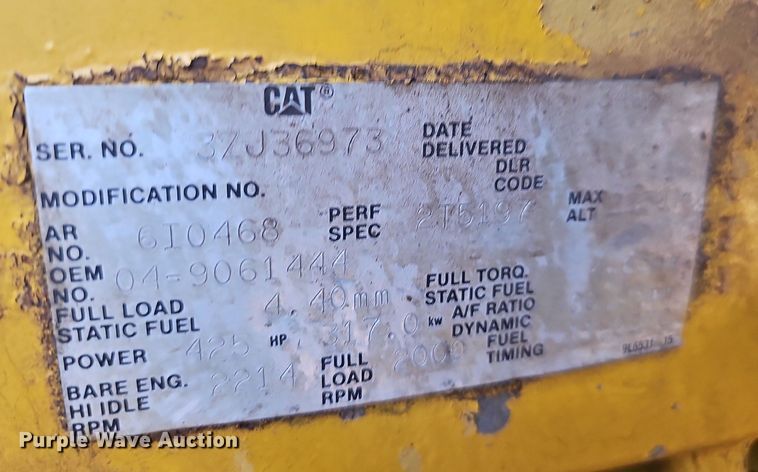 CAT®
SER. NO. 37J36973 DATE DELIVERED
DLR CODE
MODIFICATION NO.
AR NO. 6I0468 PERF SPEC 2T5197 MAX ALT
OEM NO. 04-9061444
FULL LOAD STATIC FUEL 4.40mm FULL TORQ. STATIC FUEL
A/F RATIO DYNAMIC
POWER 425 HP, 317.0 kw FUEL TIMING
BARE ENG. HI IDLE RPM 2214 FULL LOAD RPM 2000
Purple Wave Auction